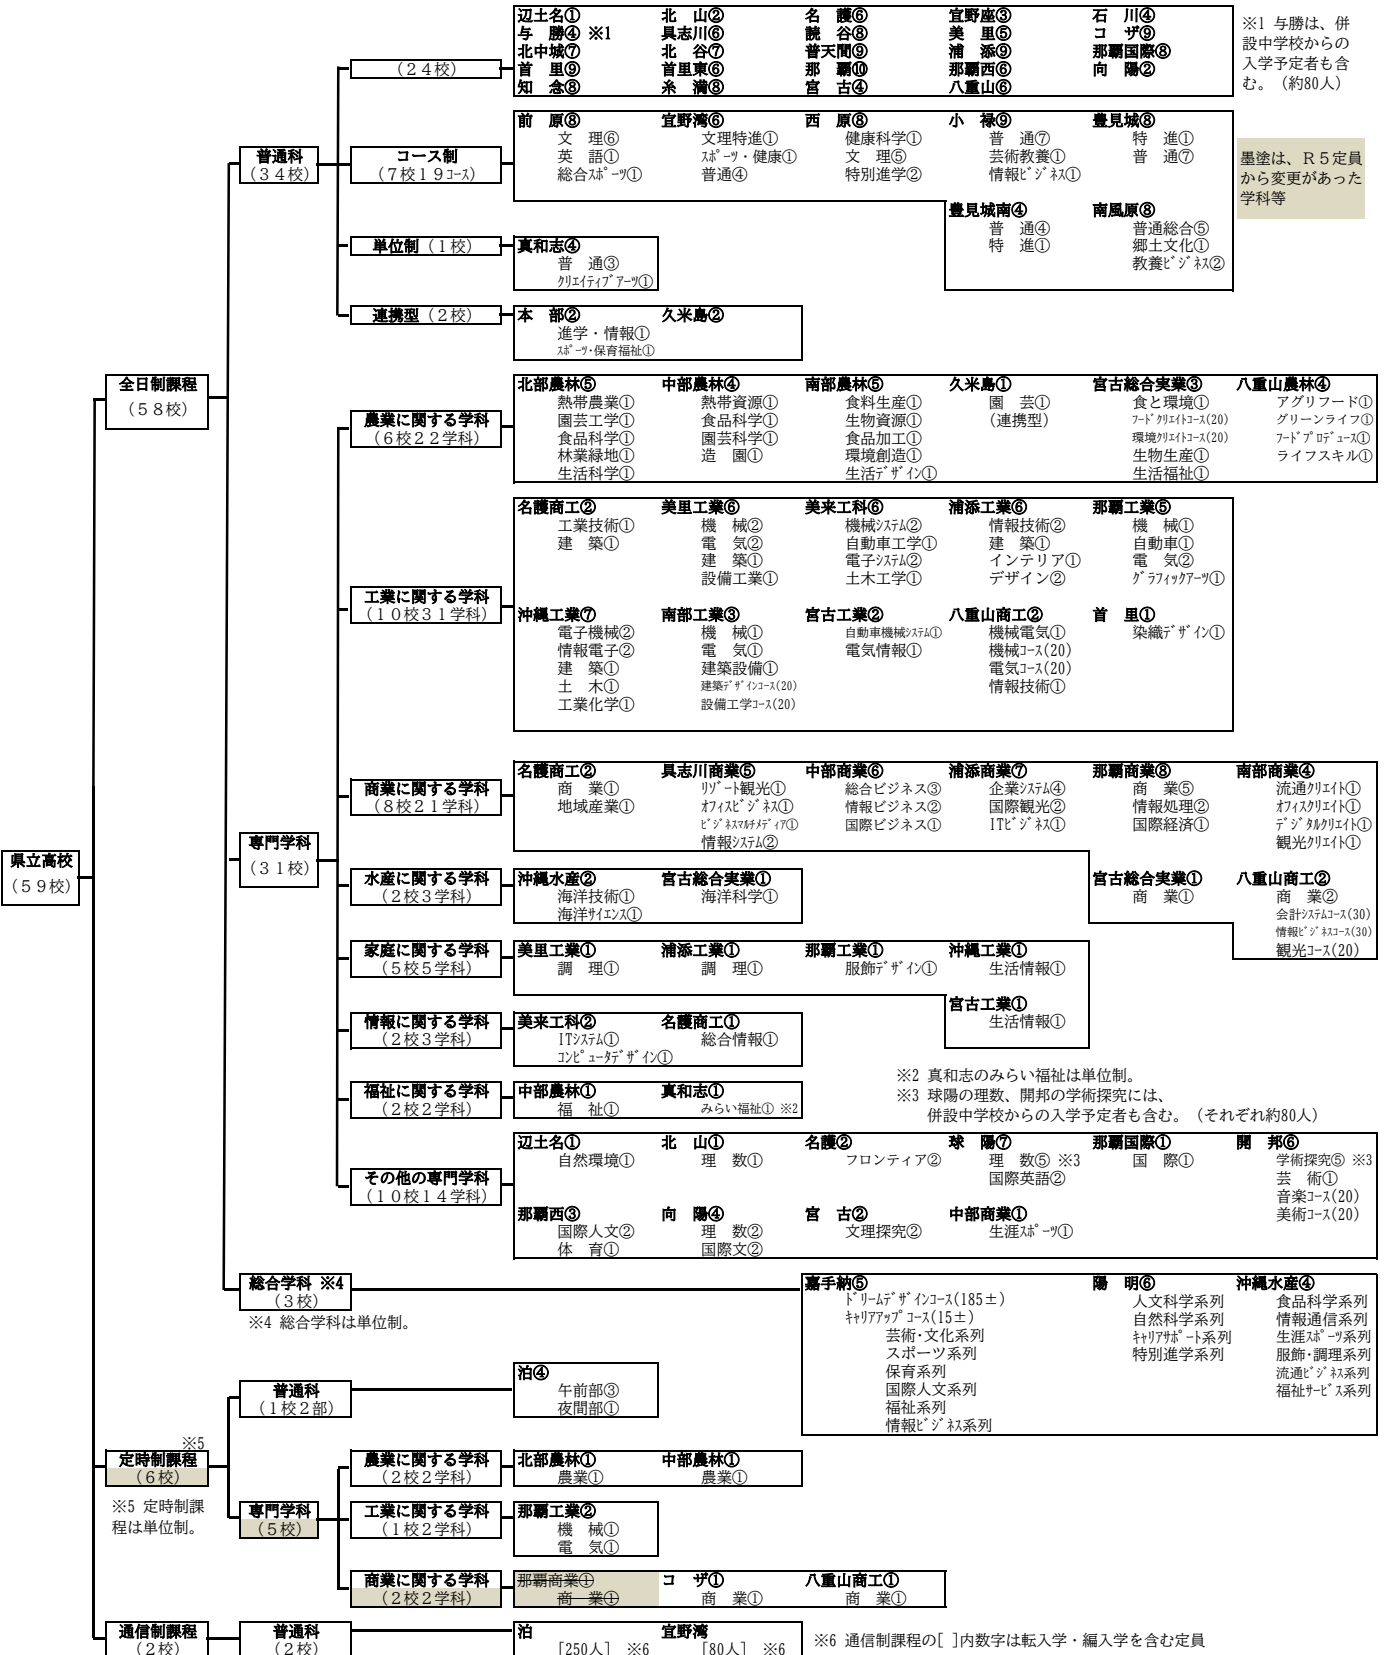 辺土名① 北 山② 名 護⑥ 宜野座③ 石 川④
与 勝④ ※1 具志川⑥ 読 谷⑧ 美 里⑤ コ ザ⑨
北中城⑦ 北 谷⑦ 普天間⑨ 浦 添⑨ 那覇国際⑧
首 里⑨ 首里東⑥ 那 覇⑩ 那覇西⑥ 向 陽②
知 念⑧ 糸 満⑧ 宮 古④ 八重山⑥
(24校)
※1 与勝は、併
設中学校からの
入学予定者も含
む。(約80人)
普通科
(34校)
コース制
(7校19ｺｰｽ)
前 原⑧ 宜野湾⑥ 西 原⑧ 小 禄⑨ 豊見城⑧
文 理⑥ 文理特進① 健康科学① 普 通⑦ 特 進①
英 語① ｽﾎﾟｰﾂ・健康① 文 理⑤ 芸術教養① 普 通⑦
総合ｽﾎﾟｰﾂ① 普通④ 特別進学② 情報ﾋﾞｼﾞﾈｽ①
豊見城南④ 南風原⑧
普 通④ 普通総合⑤
特 進① 郷土文化①
教養ﾋﾞｼﾞﾈｽ②
墨塗は、R5定員
から変更があった
学科等
単位制(1校)
真和志④
普 通③
ｸﾘｴｲﾃｨﾌﾞｱｰﾂ①
連携型(2校)
本 部② 久米島②
進学・情報①
ｽﾎﾟｰﾂ・保育福祉①
全日制課程
(58校)
農業に関する学科
(6校22学科)
北部農林⑤ 中部農林④ 南部農林⑤ 久米島① 宮古総合実業③ 八重山農林④
熱帯農業① 熱帯資源① 食料生産① 園 芸① 食と環境① アグリフード①
園芸工学① 食品科学① 生物資源① (連携型) ﾌｰﾄﾞｸﾘｴｲﾄｺｰｽ(20) グリーンライフ①
食品科学① 園芸科学① 食品加工① 環境ｸﾘｴｲﾄｺｰｽ(20) ﾌｰﾄﾞﾌﾟﾛﾃﾞｭｰｽ①
林業緑地① 造 園① 環境創造① 生物生産① ライフスキル①
生活科学① 生活ﾃﾞｻﾞｲﾝ① 生活福祉①
工業に関する学科
(10校31学科)
名護商工② 美里工業⑥ 美来工科⑥ 浦添工業⑥ 那覇工業⑤
工業技術① 機 械② 機械ｼｽﾃﾑ② 情報技術② 機 械①
建 築① 電 気② 自動車工学① 建 築① 自動車①
建 築① 電子ｼｽﾃﾑ② インテリア① 電 気②
設備工業① 土木工学① デザイン② ｸﾞﾗﾌｨｯｸｱｰﾂ①
沖縄工業⑦ 南部工業③ 宮古工業② 八重山商工② 首 里①
電子機械② 機 械① 自動車機械ｼｽﾃﾑ① 機械電気① 染織ﾃﾞｻﾞｲﾝ①
情報電子② 電 気① 電気情報① 機械ｺｰｽ(20)
建 築① 建築設備① 電気ｺｰｽ(20)
土 木① 建築ﾃﾞｻﾞｲﾝｺｰｽ(20) 情報技術①
工業化学① 設備工学ｺｰｽ(20)
商業に関する学科
(8校21学科)
名護商工② 具志川商業⑤ 中部商業⑥ 浦添商業⑦ 那覇商業⑧ 南部商業④
商 業① ﾘｿﾞｰﾄ観光① 総合ビジネス③ 企業ｼｽﾃﾑ④ 商 業⑤ 流通ｸﾘｴｲﾄ①
地域産業① ｵﾌｨｽﾋﾞｼﾞﾈｽ① 情報ビジネス② 国際観光② 情報処理② ｵﾌｨｽｸﾘｴｲﾄ①
ﾋﾞｼﾞﾈｽﾏﾙﾁﾒﾃﾞｨｱ① 国際ビジネス① ITﾋﾞｼﾞﾈｽ① 国際経済① ﾃﾞｼﾞﾀﾙｸﾘｴｲﾄ①
情報ｼｽﾃﾑ② 観光ｸﾘｴｲﾄ①
宮古総合実業① 八重山商工②
商 業① 商 業②
会計ｼｽﾃﾑｺｰｽ(30)
情報ﾋﾞｼﾞﾈｽｺｰｽ(30)
観光ｺｰｽ(20)
専門学科
(31校)
県立高校
(59校)
水産に関する学科
(2校3学科)
沖縄水産② 宮古総合実業①
海洋技術① 海洋科学①
海洋ｻｲｴﾝｽ①
家庭に関する学科
(5校5学科)
美里工業① 浦添工業① 那覇工業① 沖縄工業①
調 理① 調 理① 服飾ﾃﾞｻﾞｲﾝ① 生活情報①
宮古工業①
生活情報①
情報に関する学科
(2校3学科)
美来工科② 名護商工①
ITｼｽﾃﾑ① 総合情報①
ｺﾝﾋﾟｭｰﾀﾃﾞｻﾞｲﾝ①
福祉に関する学科
(2校2学科)
中部農林① 真和志①
福 祉① みらい福祉① ※2
※2 真和志のみらい福祉は単位制。
※3 球陽の理数、開邦の学術探究には、
併設中学校からの入学予定者も含む。(それぞれ約80人)
その他の専門学科
(10校14学科)
辺土名① 北 山① 名護② 球 陽⑦ 那覇国際① 開 邦⑥
自然環境① 理 数① フロンティア② 理 数⑤ ※3 国 際① 学術探究⑤ ※3
国際英語② 芸 術①
音楽ｺｰｽ(20)
美術ｺｰｽ(20)
那覇西③ 向 陽④ 宮 古② 中部商業①
国際人文② 理 数② 文理探究② 生涯ｽﾎﾟｰﾂ①
体 育① 国際文②
総合学科 ※4
(3校)
※4 総合学科は単位制。
嘉手納⑤ 陽 明⑥ 沖縄水産④
ﾄﾞﾘｰﾑﾃﾞｻﾞｲﾝｺｰｽ(185±) 人文科学系列 食品科学系列
ｷｬﾘｱｱｯﾌﾟｺｰｽ(15±) 自然科学系列 情報通信系列
芸術・文化系列 ｷｬﾘｱｻﾎﾟｰﾄ系列 生涯ｽﾎﾟｰﾂ系列
スポーツ系列 特別進学系列 服飾・調理系列
保育系列 流通ﾋﾞｼﾞﾈｽ系列
国際人文系列 福祉ｻｰﾋﾞｽ系列
福祉系列
情報ﾋﾞｼﾞﾈｽ系列
普通科
(1校2部)
泊④
午前部③
夜間部①
※5
定時制課程
(6校)
※5 定時制課
程は単位制。
専門学科
(5校)
農業に関する学科
(2校2学科)
北部農林① 中部農林①
農業① 農業①
工業に関する学科
(1校2学科)
那覇工業②
機 械①
電 気①
商業に関する学科
(2校2学科)
那覇商業① コ ザ① 八重山商工①
商 業① 商 業① 商 業①
通信制課程
(2校)
普通科
(2校)
泊 宜野湾
[250人] ※6 [80人] ※6
※6 通信制課程の[ ]内数字は転入学・編入学を含む定員